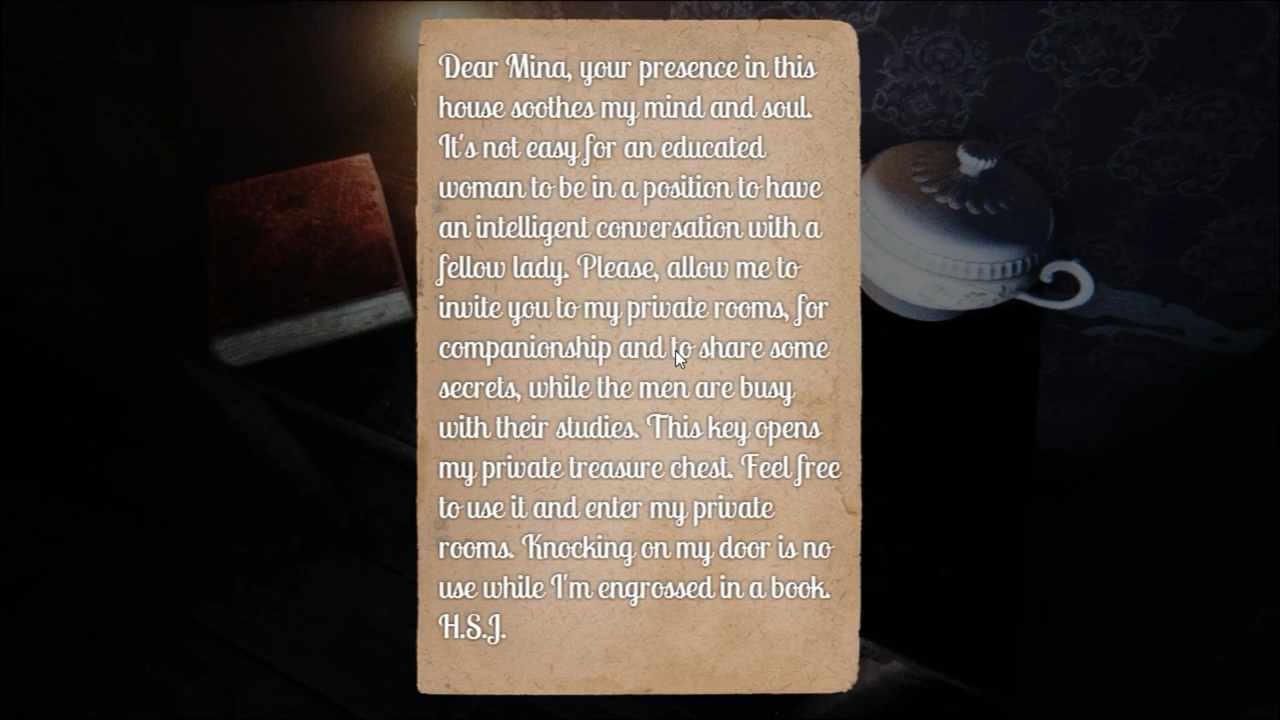 Dear Mina, your presence in this
house soothes my mind and soul.
It's not easy for an educated
woman to be in a position to have
an intelligent conversation with a
fellow lady. Please, allow me to
invite you to my private rooms, for
companionship and to share some
secrets, while the men are busy
with their studies. This key opens
my private treasure chest. Feel free
to use it and enter my private
rooms. Knocking on my door is no
use while I'm engrossed in a book.
H.S.J.